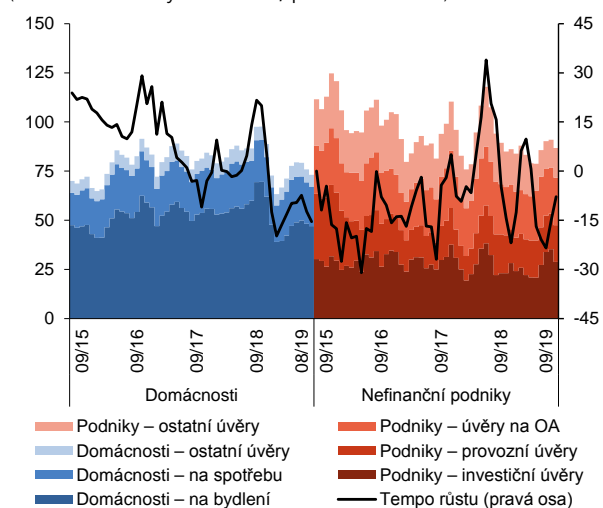 150
125
100
75
50
25
0
45
30
15
0
-15
-30
-45
09/15
09/16
09/17
09/18
08/19
09/15
09/16
09/17
09/18
09/19
Domácnosti
Nefinanční podniky
Podniky – ostatní úvěry
Podniky – úvěry na OA
Domácnosti – ostatní úvěry
Podniky – provozní úvěry
Domácnosti – na spotřebu
Podniky – investiční úvěry
Domácnosti – na bydlení
Tempo růstu (pravá osa)